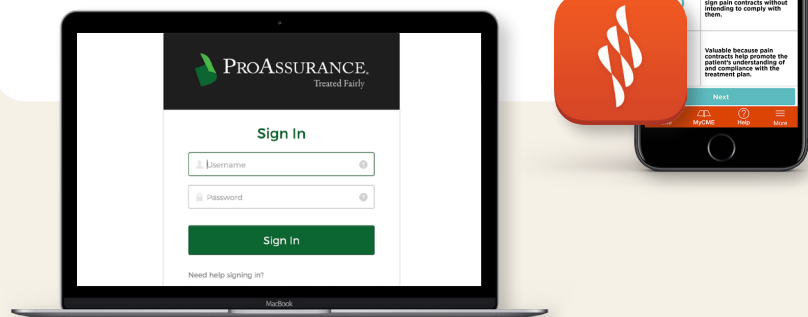 PROASSURANCE®
Treated Fairly
Sign In
Username
Password
Sign In
Need help signing in?
MacBook
sign pain contracts without
intending to comply with
them.
Valuable because pain
contracts help promote the
patient's understanding of
and compliance with the
treatment plan.
Next
MyCME
Help
More